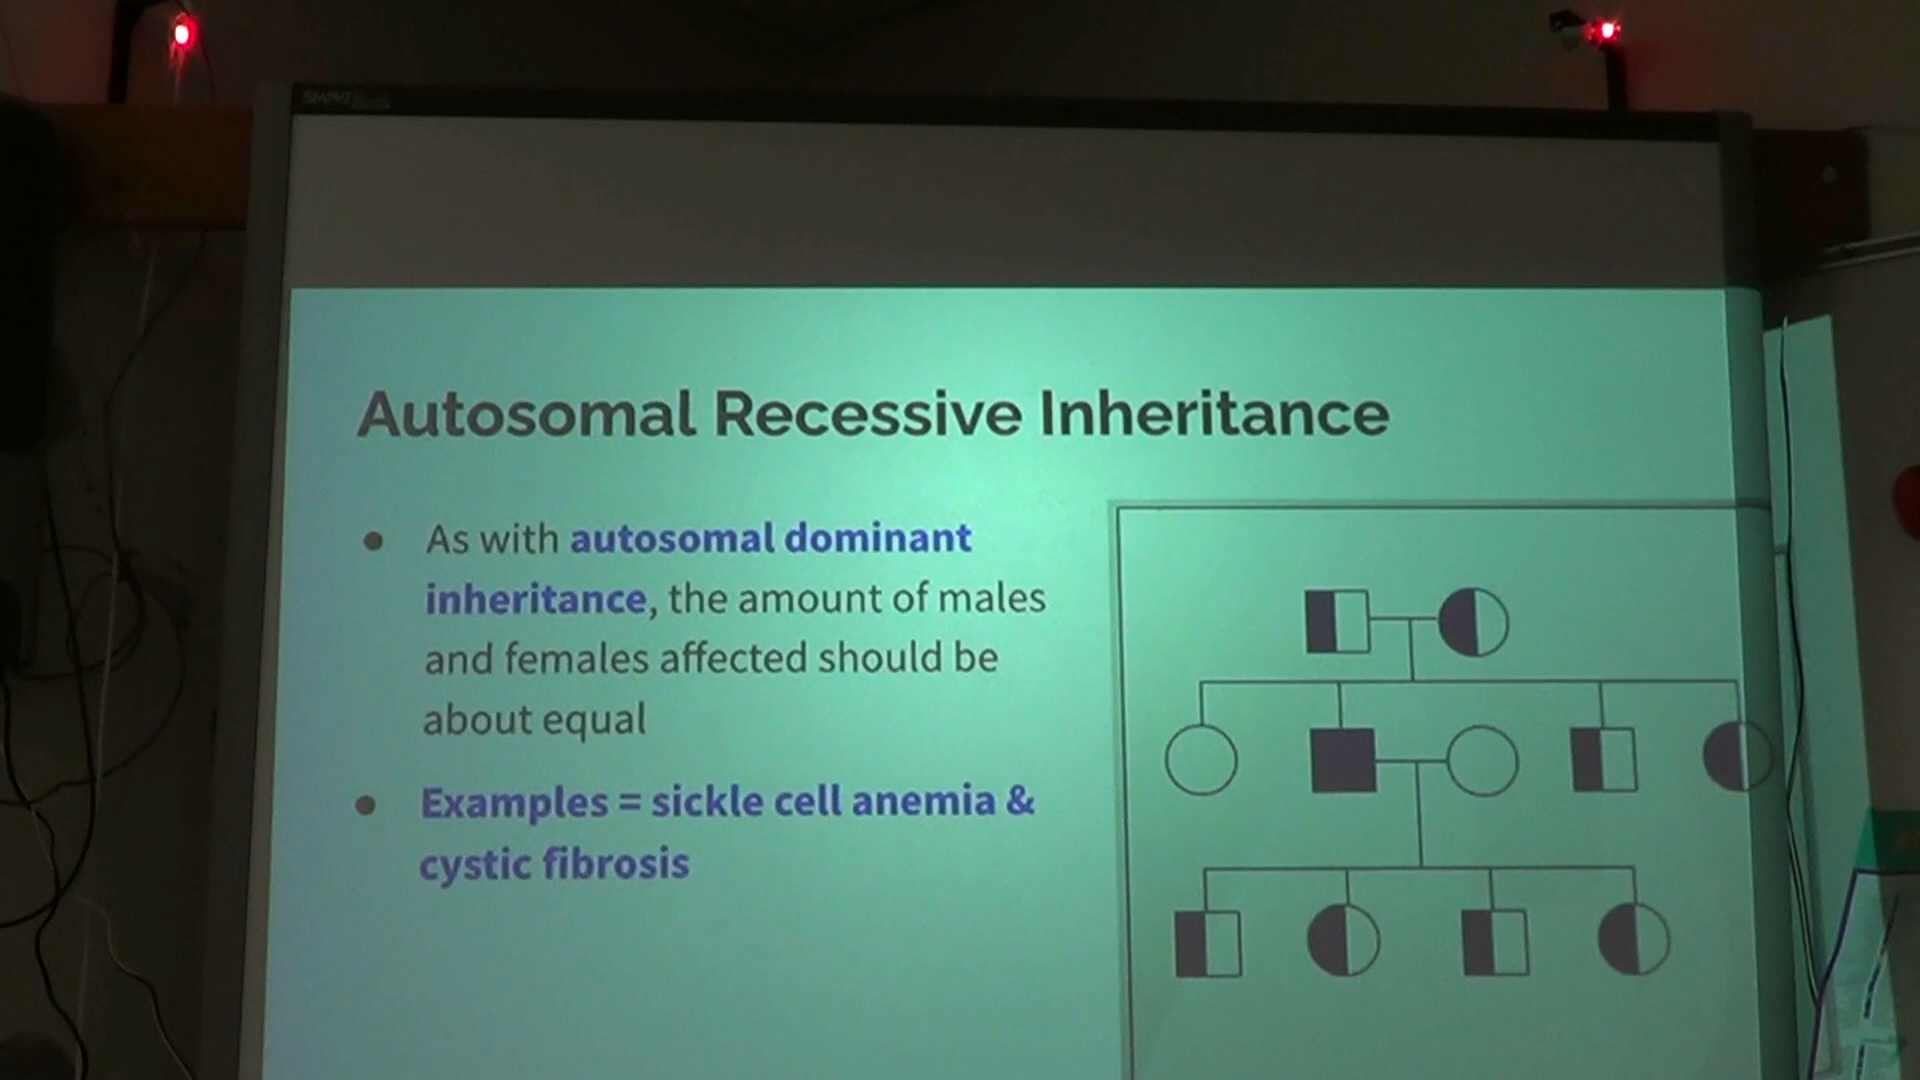 SMART
Autosomal Recessive Inheritance
● As with autosomal dominant
inheritance, the amount of males
and females affected should be
about equal
● Examples = sickle cell anemia &
cystic fibrosis